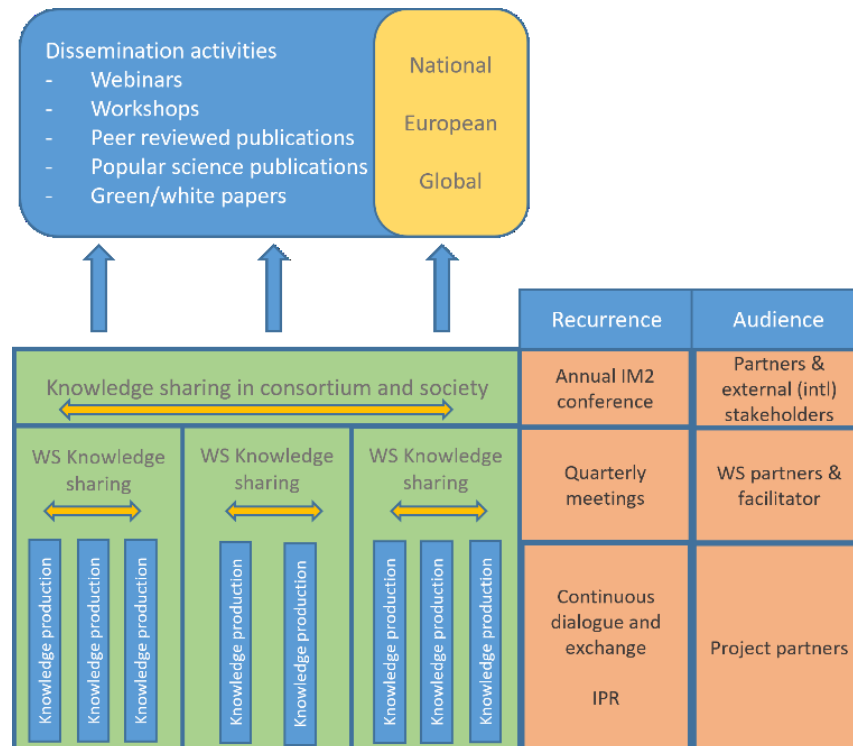 Dissemination activities
- Webinars
- Workshops
- Peer reviewed publications
- Popular science publications
- Green/white papers
National
European
Global
Recurrence
Audience
Knowledge sharing in consortium and society
Annual IM2
conference
Partners &
external (intl)
stakeholders
WS Knowledge
sharing
WS Knowledge
sharing
WS Knowledge
sharing
Quarterly
meetings
WS partners &
facilitator
Knowledge production
Knowledge production
Knowledge production
Knowledge production
Knowledge production
Knowledge production
Knowledge production
Knowledge production
Continuous
dialogue and
exchange
IPR
Project partners